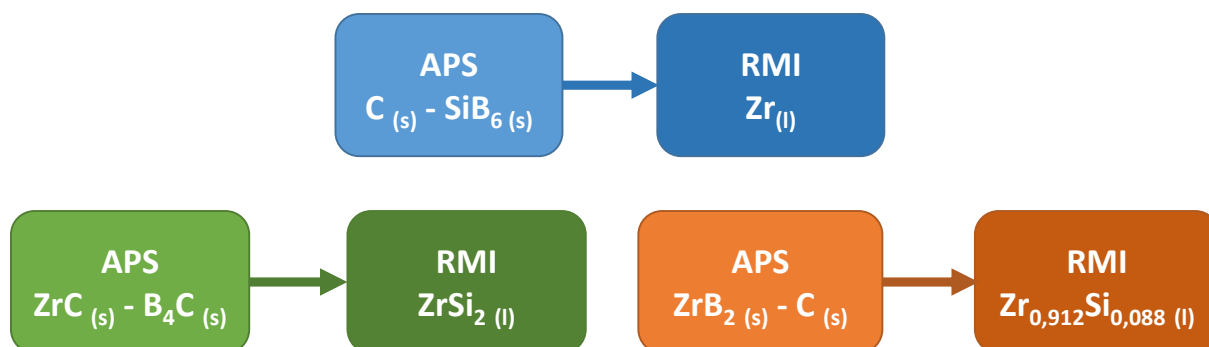 APS
C (s) - SiB6 (s)
RMI
Zr(l)
APS
ZrC (s) - B4C (s)
RMI
ZrSi2 (l)
APS
ZrB2 (s) - C (s)
RMI
Zr0,912Si0,088 (l)